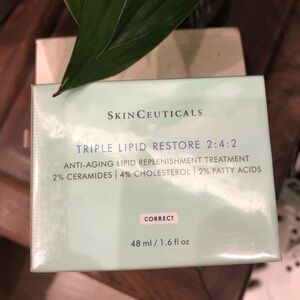 SKINCEUTICALS
TRIPLE LIPID RESTORE 2:4:2
ANTI-AGING LIPID REPLENISHMENT TREATMENT
2% CERAMIDES | 4% CHOLESTEROL | 2% FATTY ACIDS
CORRECT
48 ml / 1.6 fl oz